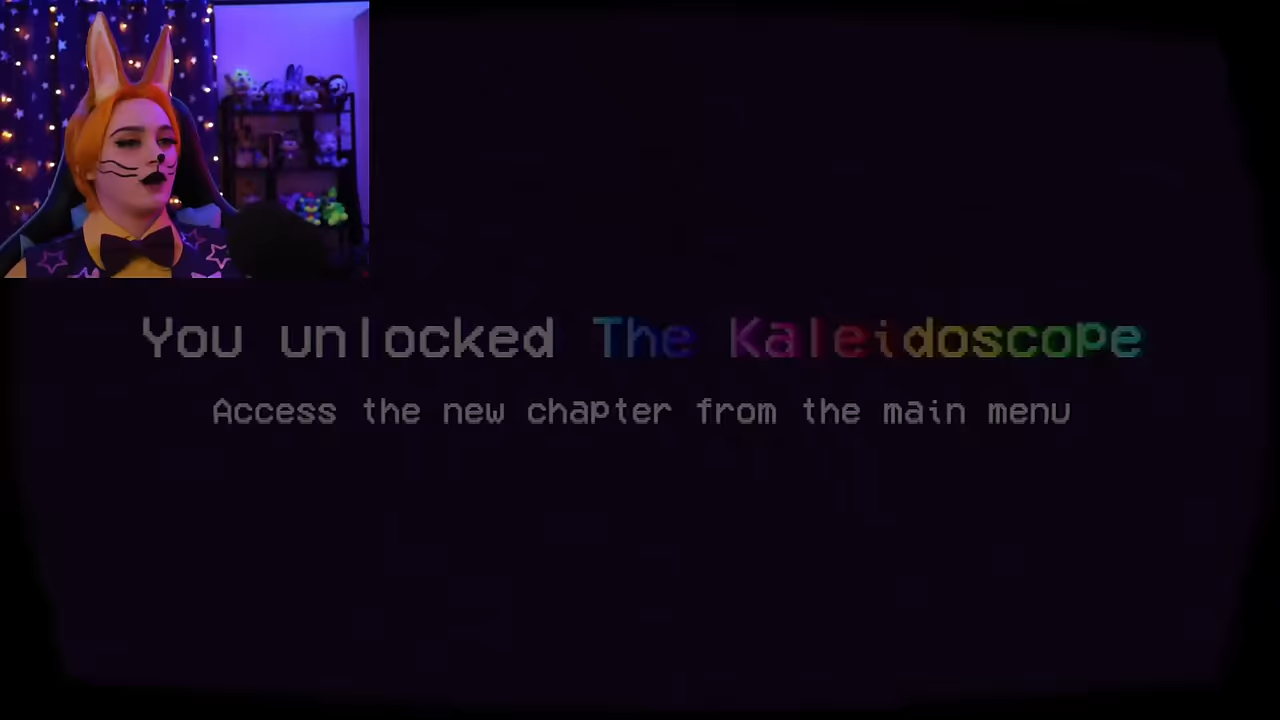 You unlocked The Kaleidoscope
Access the new chapter from the main menu